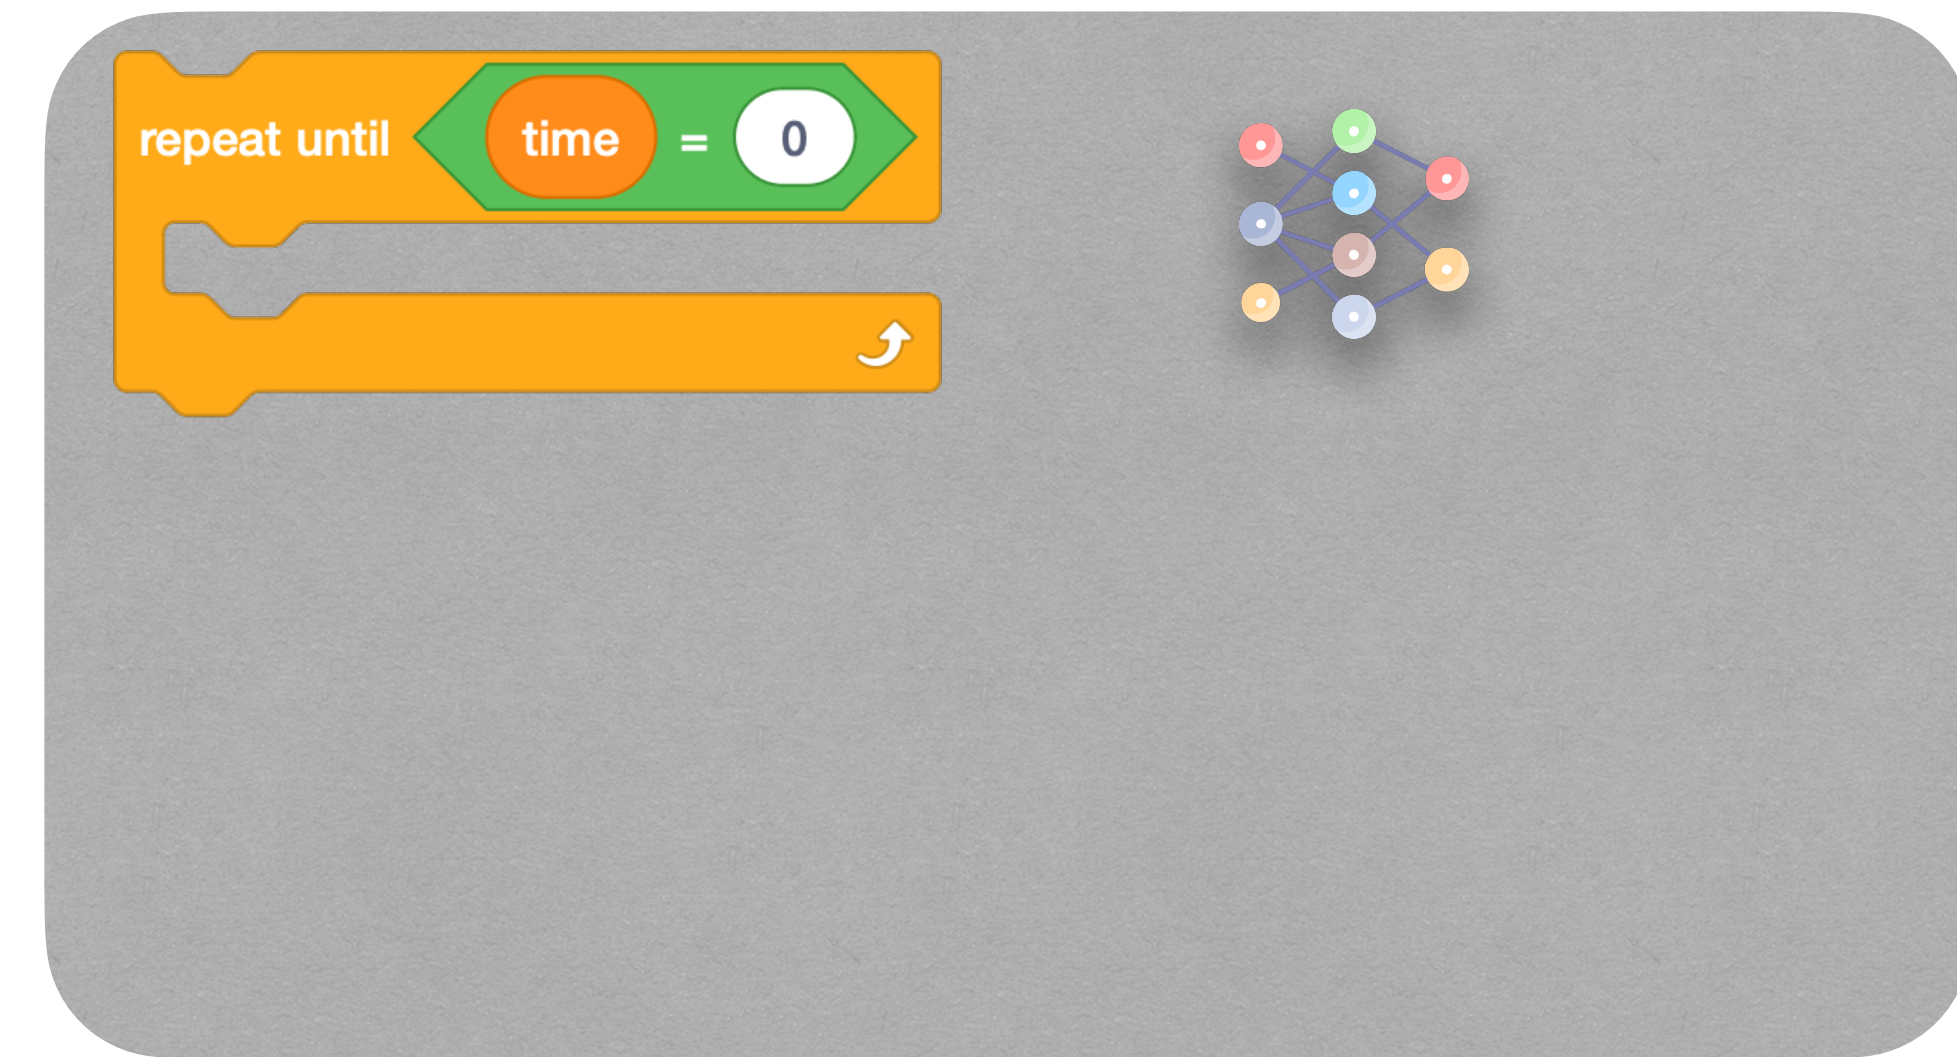 repeat until time = 0